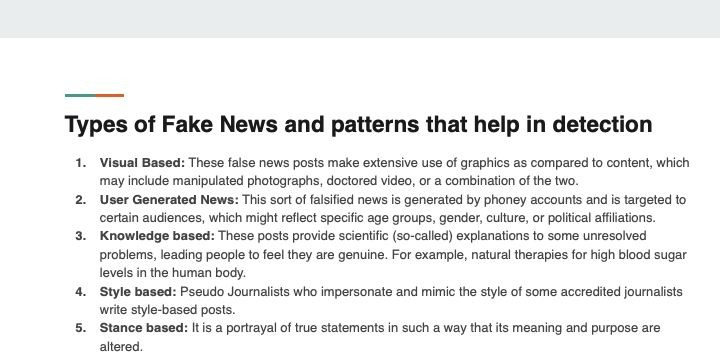 Types of Fake News and patterns that help in detection
1. Visual Based: These false news posts make extensive use of graphics as compared to content, which
may include manipulated photographs, doctored video, or a combination of the two.
2. User Generated News: This sort of falsified news is generated by phoney accounts and is targeted to
certain audiences, which might reflect specific age groups, gender, culture, or political affiliations.
3. Knowledge based: These posts provide scientific (so-called) explanations to some unresolved
problems, leading people to feel they are genuine. For example, natural therapies for high blood sugar
levels in the human body.
4. Style based: Pseudo Journalists who impersonate and mimic the style of some accredited journalists
write style-based posts.
5. Stance based: It is a portrayal of true statements in such a way that its meaning and purpose are
altered.